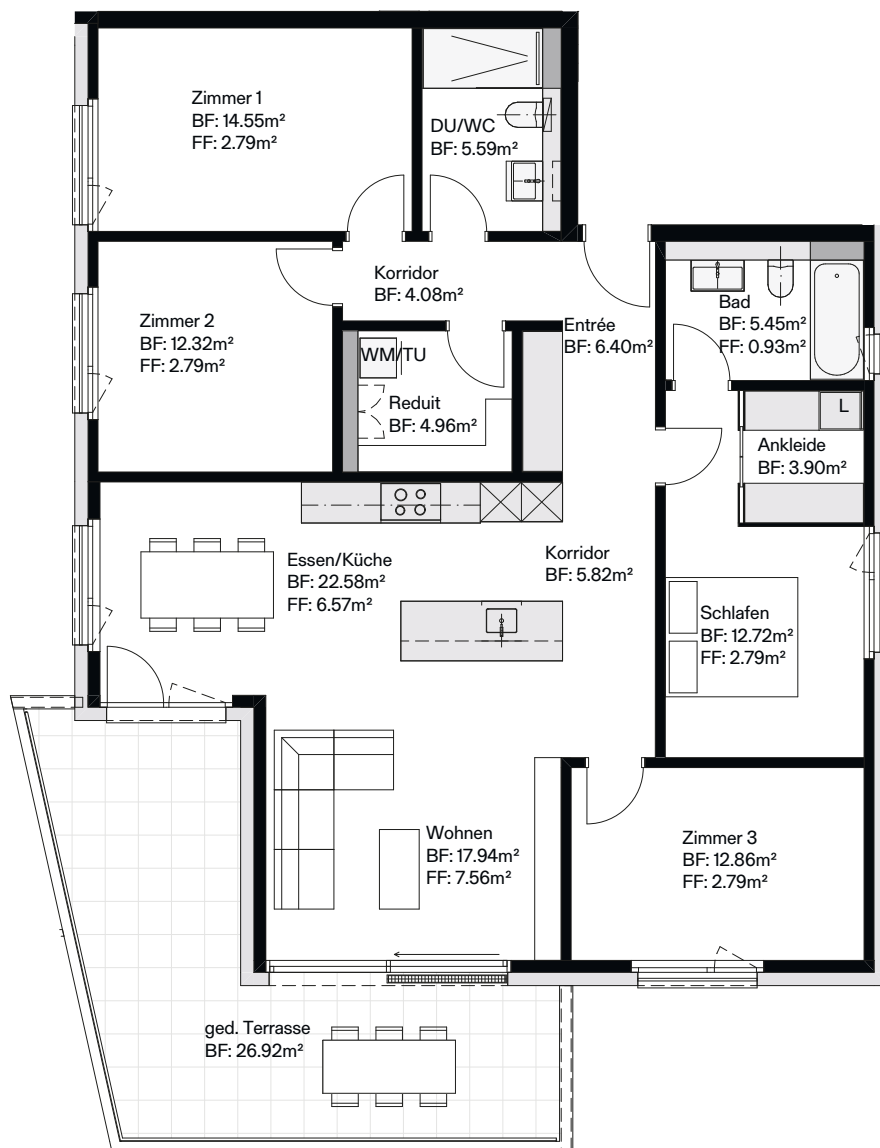 Zimmer 1
BF: 14.55m²
FF: 2.79m²
DU/WC
BF: 5.59m²
Korridor
BF: 4.08m²
Zimmer 2
BF: 12.32m²
FF: 2.79m²
Entrée
BF: 6.40m²
Bad
BF: 5.45m²
FF: 0.93m²
WM/TU
Reduit
BF: 4.96m²
L
Ankleide
BF: 3.90m²
Essen/Küche
BF: 22.58m²
FF: 6.57m²
Korridor
BF: 5.82m²
Schlafen
BF: 12.72m²
FF: 2.79m²
Wohnen
BF: 17.94m²
FF: 7.56m²
Zimmer 3
BF: 12.86m²
FF: 2.79m²
ged. Terrasse
BF: 26.92m²